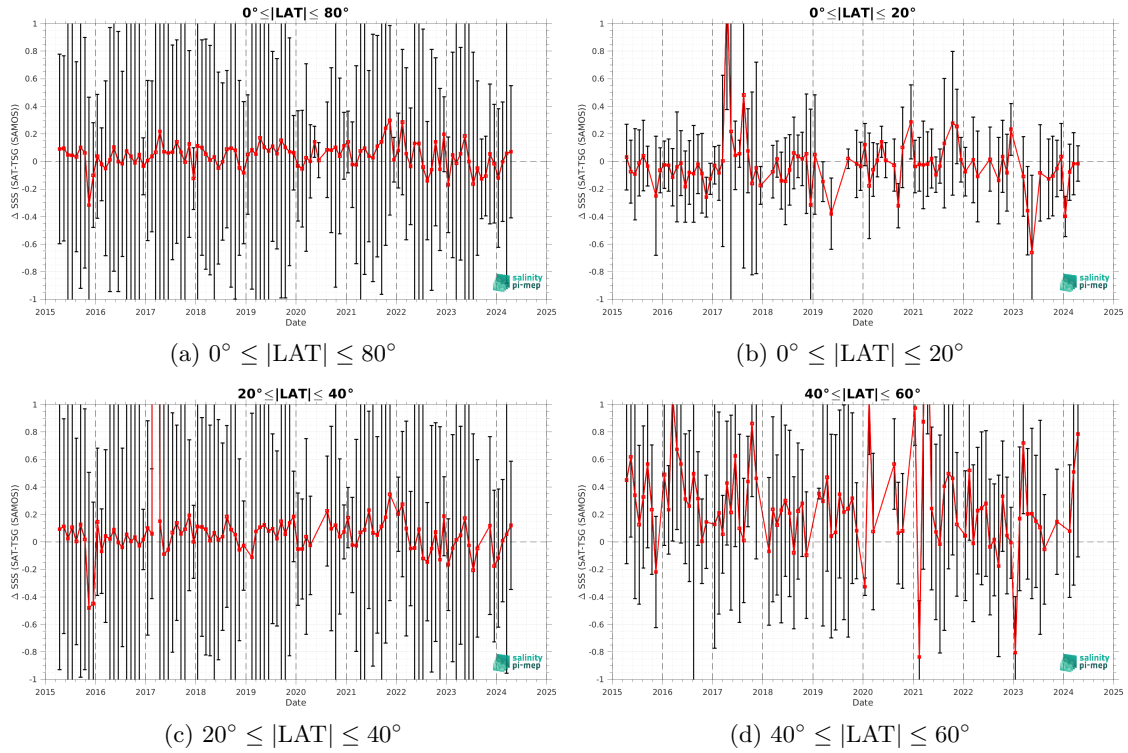 0°≤|LAT|≤ 80°
Δ SSS (SAT-TSG (SAMOS))
1
0.8
0.6
0.4
0.2
0
-0.2
-0.4
-0.6
-0.8
-1
salinity
pi-mep
2015 2016 2017 2018 2019 2020 2021 2022 2023 2024 2025
Date
(a) 0° ≤ |LAT| ≤ 80°
0°≤|LAT|≤ 20°
Δ SSS (SAT-TSG (SAMOS))
1
0.8
0.6
0.4
0.2
0
-0.2
-0.4
-0.6
-0.8
-1
salinity
pi-mep
2015 2016 2017 2018 2019 2020 2021 2022 2023 2024 2025
Date
(b) 0° ≤ |LAT| ≤ 20°
20°≤|LAT|≤ 40°
Δ SSS (SAT-TSG (SAMOS))
1
0.8
0.6
0.4
0.2
0
-0.2
-0.4
-0.6
-0.8
-1
salinity
pi-mep
2015 2016 2017 2018 2019 2020 2021 2022 2023 2024 2025
Date
(c) 20° ≤ |LAT| ≤ 40°
40°≤|LAT|≤ 60°
Δ SSS (SAT-TSG (SAMOS))
1
0.8
0.6
0.4
0.2
0
-0.2
-0.4
-0.6
-0.8
-1
salinity
pi-mep
2015 2016 2017 2018 2019 2020 2021 2022 2023 2024 2025
Date
(d) 40° ≤ |LAT| ≤ 60°